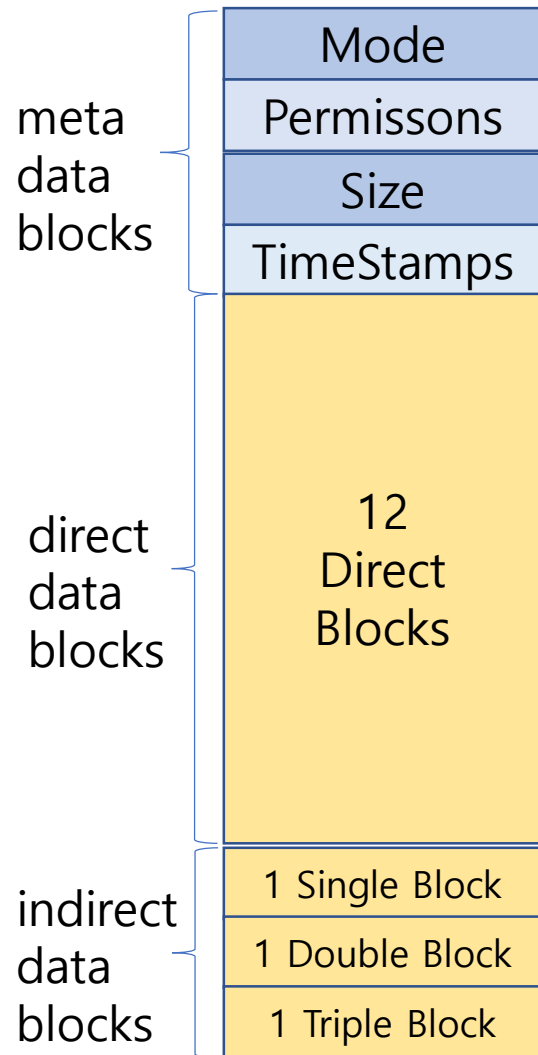 meta
data
blocks
Mode
Permissons
Size
TimeStamps
direct
data
blocks
12
Direct
Blocks
indirect
data
blocks
1 Single Block
1 Double Block
1 Triple Block